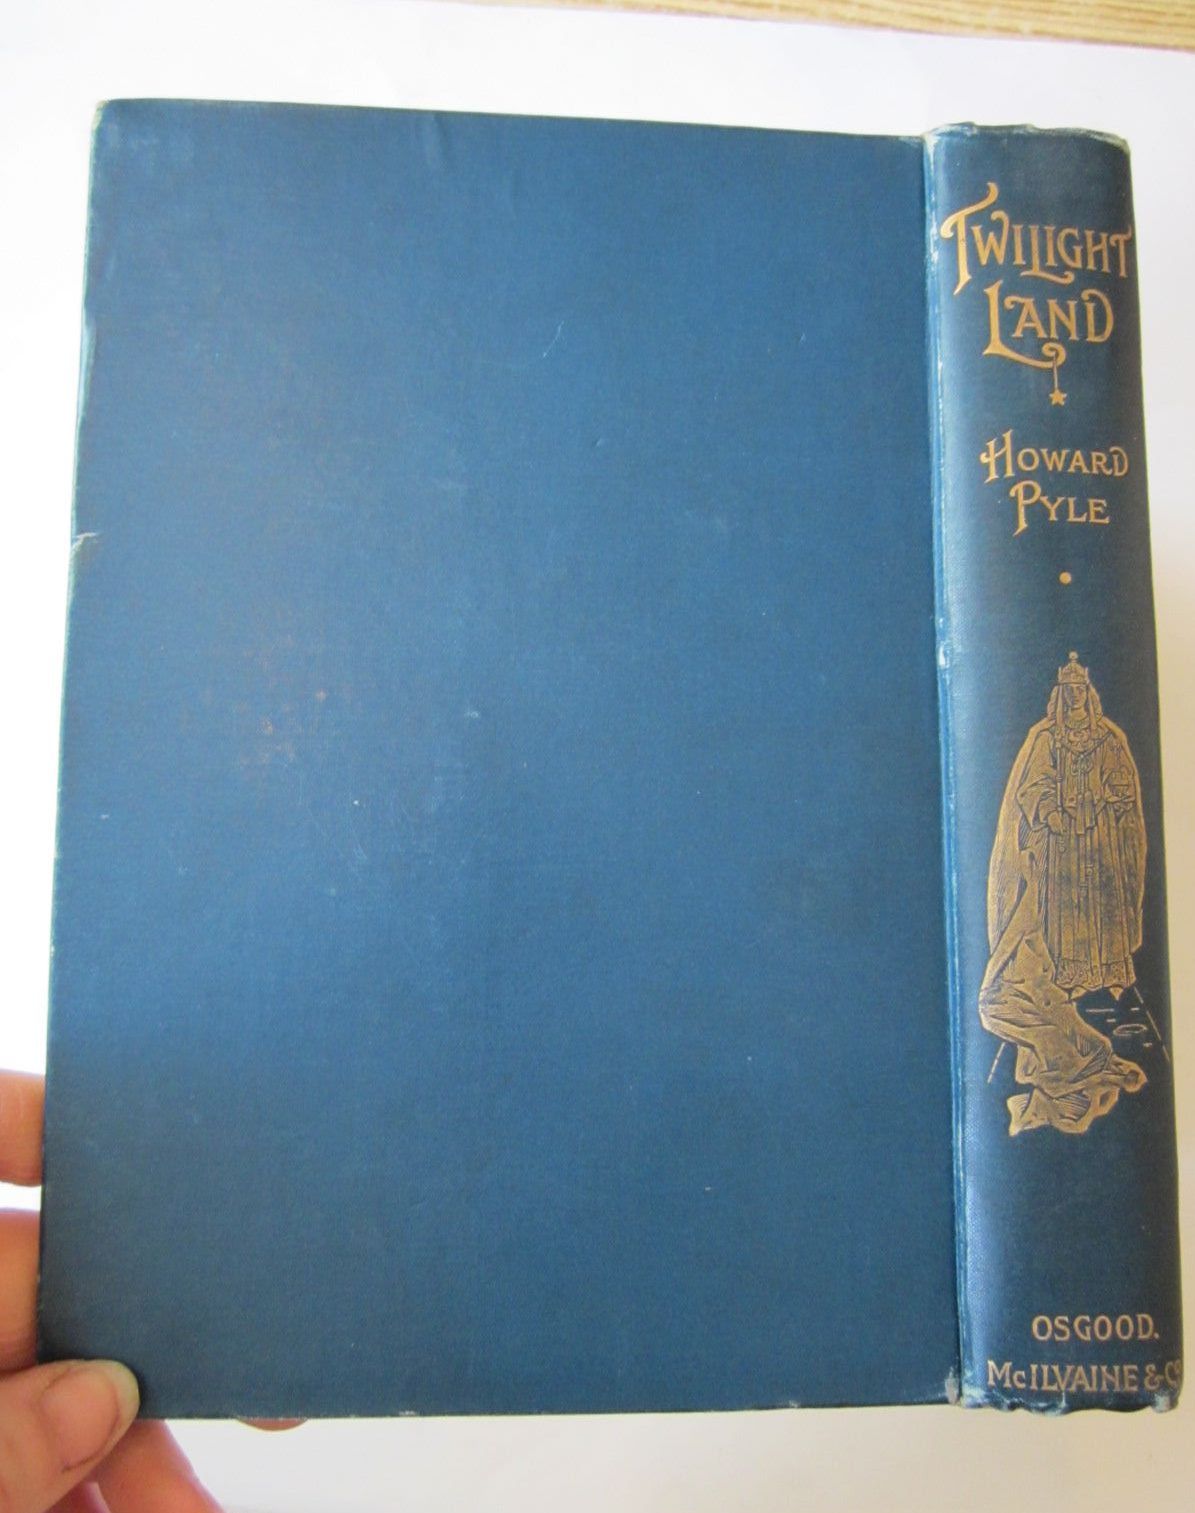 TWILIGHT
LAND
HOWARD
PYLE
OSGOOD.
McILVAINE & Co